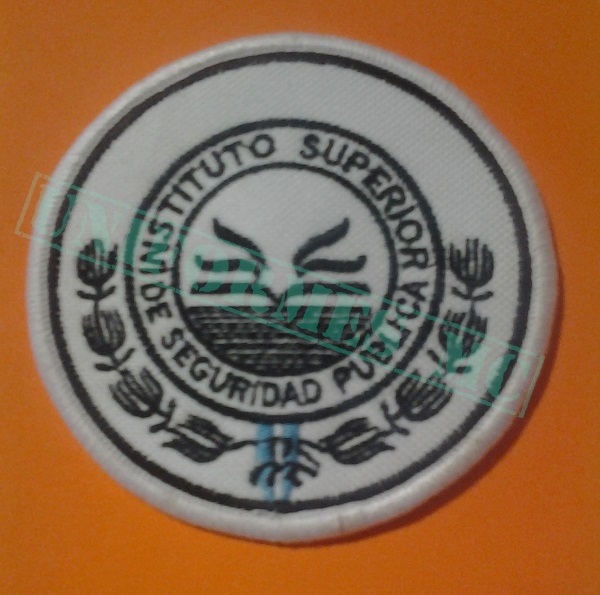 INSTITUTO SUPERIOR
DE SEGURIDAD PUBLICA